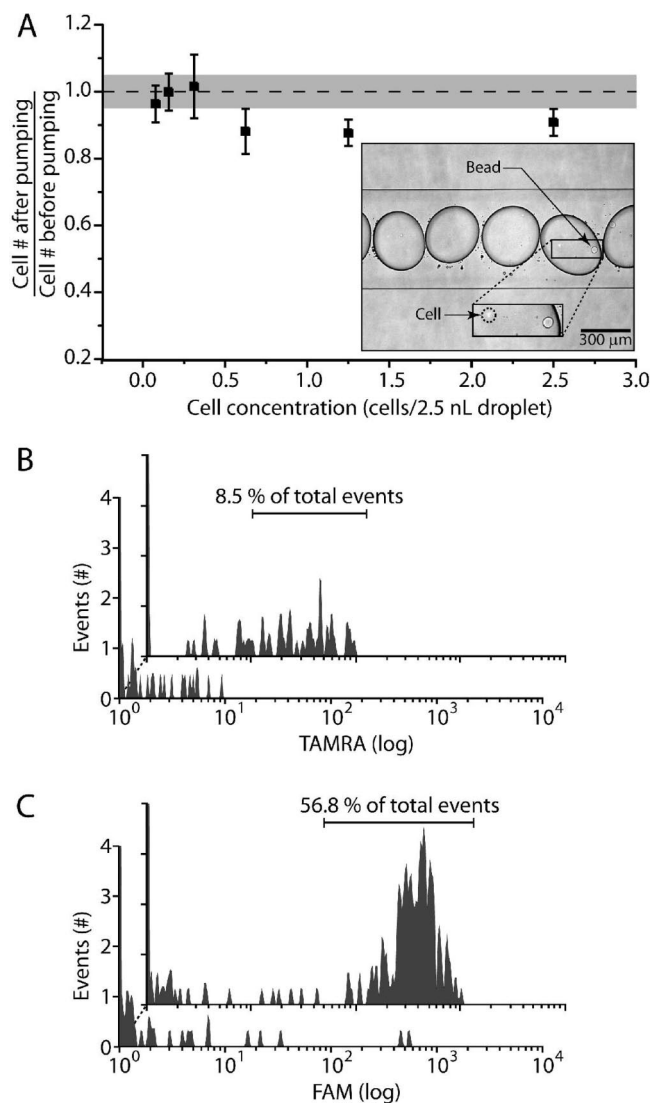 A
1.2
1.0
0.8
0.6
0.4
0.2
Cell # after pumping
Cell # before pumping
Bead
Cell
300 μm
0.0 0.5 1.0 1.5 2.0 2.5 3.0
Cell concentration (cells/2.5 nL droplet)
B
8.5 % of total events
4
3
2
1
0
Events (#)
10⁰ 10¹ 10² 10³ 10⁴
TAMRA (log)
C
56.8 % of total events
4
3
2
1
0
Events (#)
10⁰ 10¹ 10² 10³ 10⁴
FAM (log)